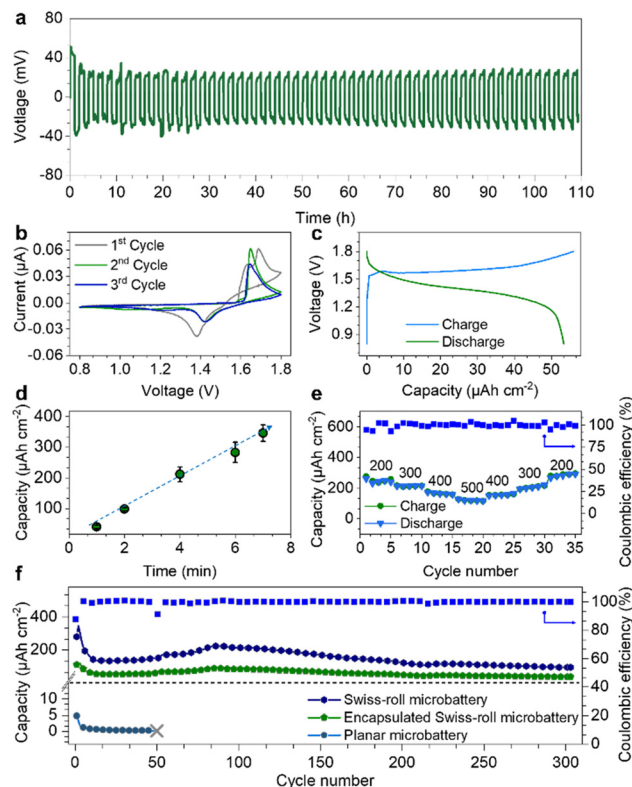 a
80
40
0
-40
-80
Votlage (mV)
0 10 20 30 40 50 60 70 80 90 100 110
Time (h)
b
0.06
0.03
0.00
-0.03
-0.06
Current (µA)
1st Cycle
2nd Cycle
3rd Cycle
0.8 1.0 1.2 1.4 1.6 1.8
Voltage (V)
c
1.8
1.5
1.2
0.9
Voltage (V)
Charge
Discharge
0 10 20 30 40 50
Capacity (µAh cm-2)
d
400
300
200
100
Capacity (µAh cm-2)
0 2 4 6 8
Time (min)
e
600
400
200
0
Capacity (µAh cm-2)
200 300 400 500 400 300 200
Charge
Discharge
100
75
50
25
0
Coulombic efficiency (%)
0 5 10 15 20 25 30 35
Cycle number
f
400
200
10
5
0
Capacity (µAh cm-2)
Swiss-roll microbattery
Encapsulated Swiss-roll microbattery
Planar microbattery
100
80
60
40
20
0
Coulombic efficiency (%)
0 50 100 150 200 250 300
Cycle number